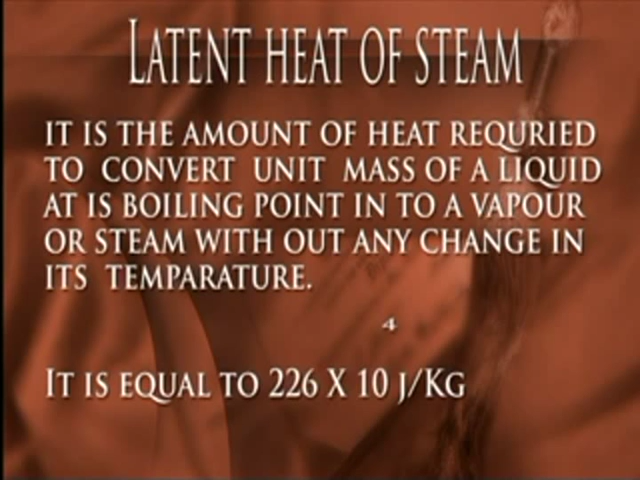 LATENT HEAT OF STEAM
IT IS THE AMOUNT OF HEAT REQURIED
TO CONVERT UNIT MASS OF A LIQUID
AT IS BOILING POINT IN TO A VAPOUR
OR STEAM WITH OUT ANY CHANGE IN
ITS TEMPARATURE.
4
IT IS EQUAL TO 226 X 10 J/KG